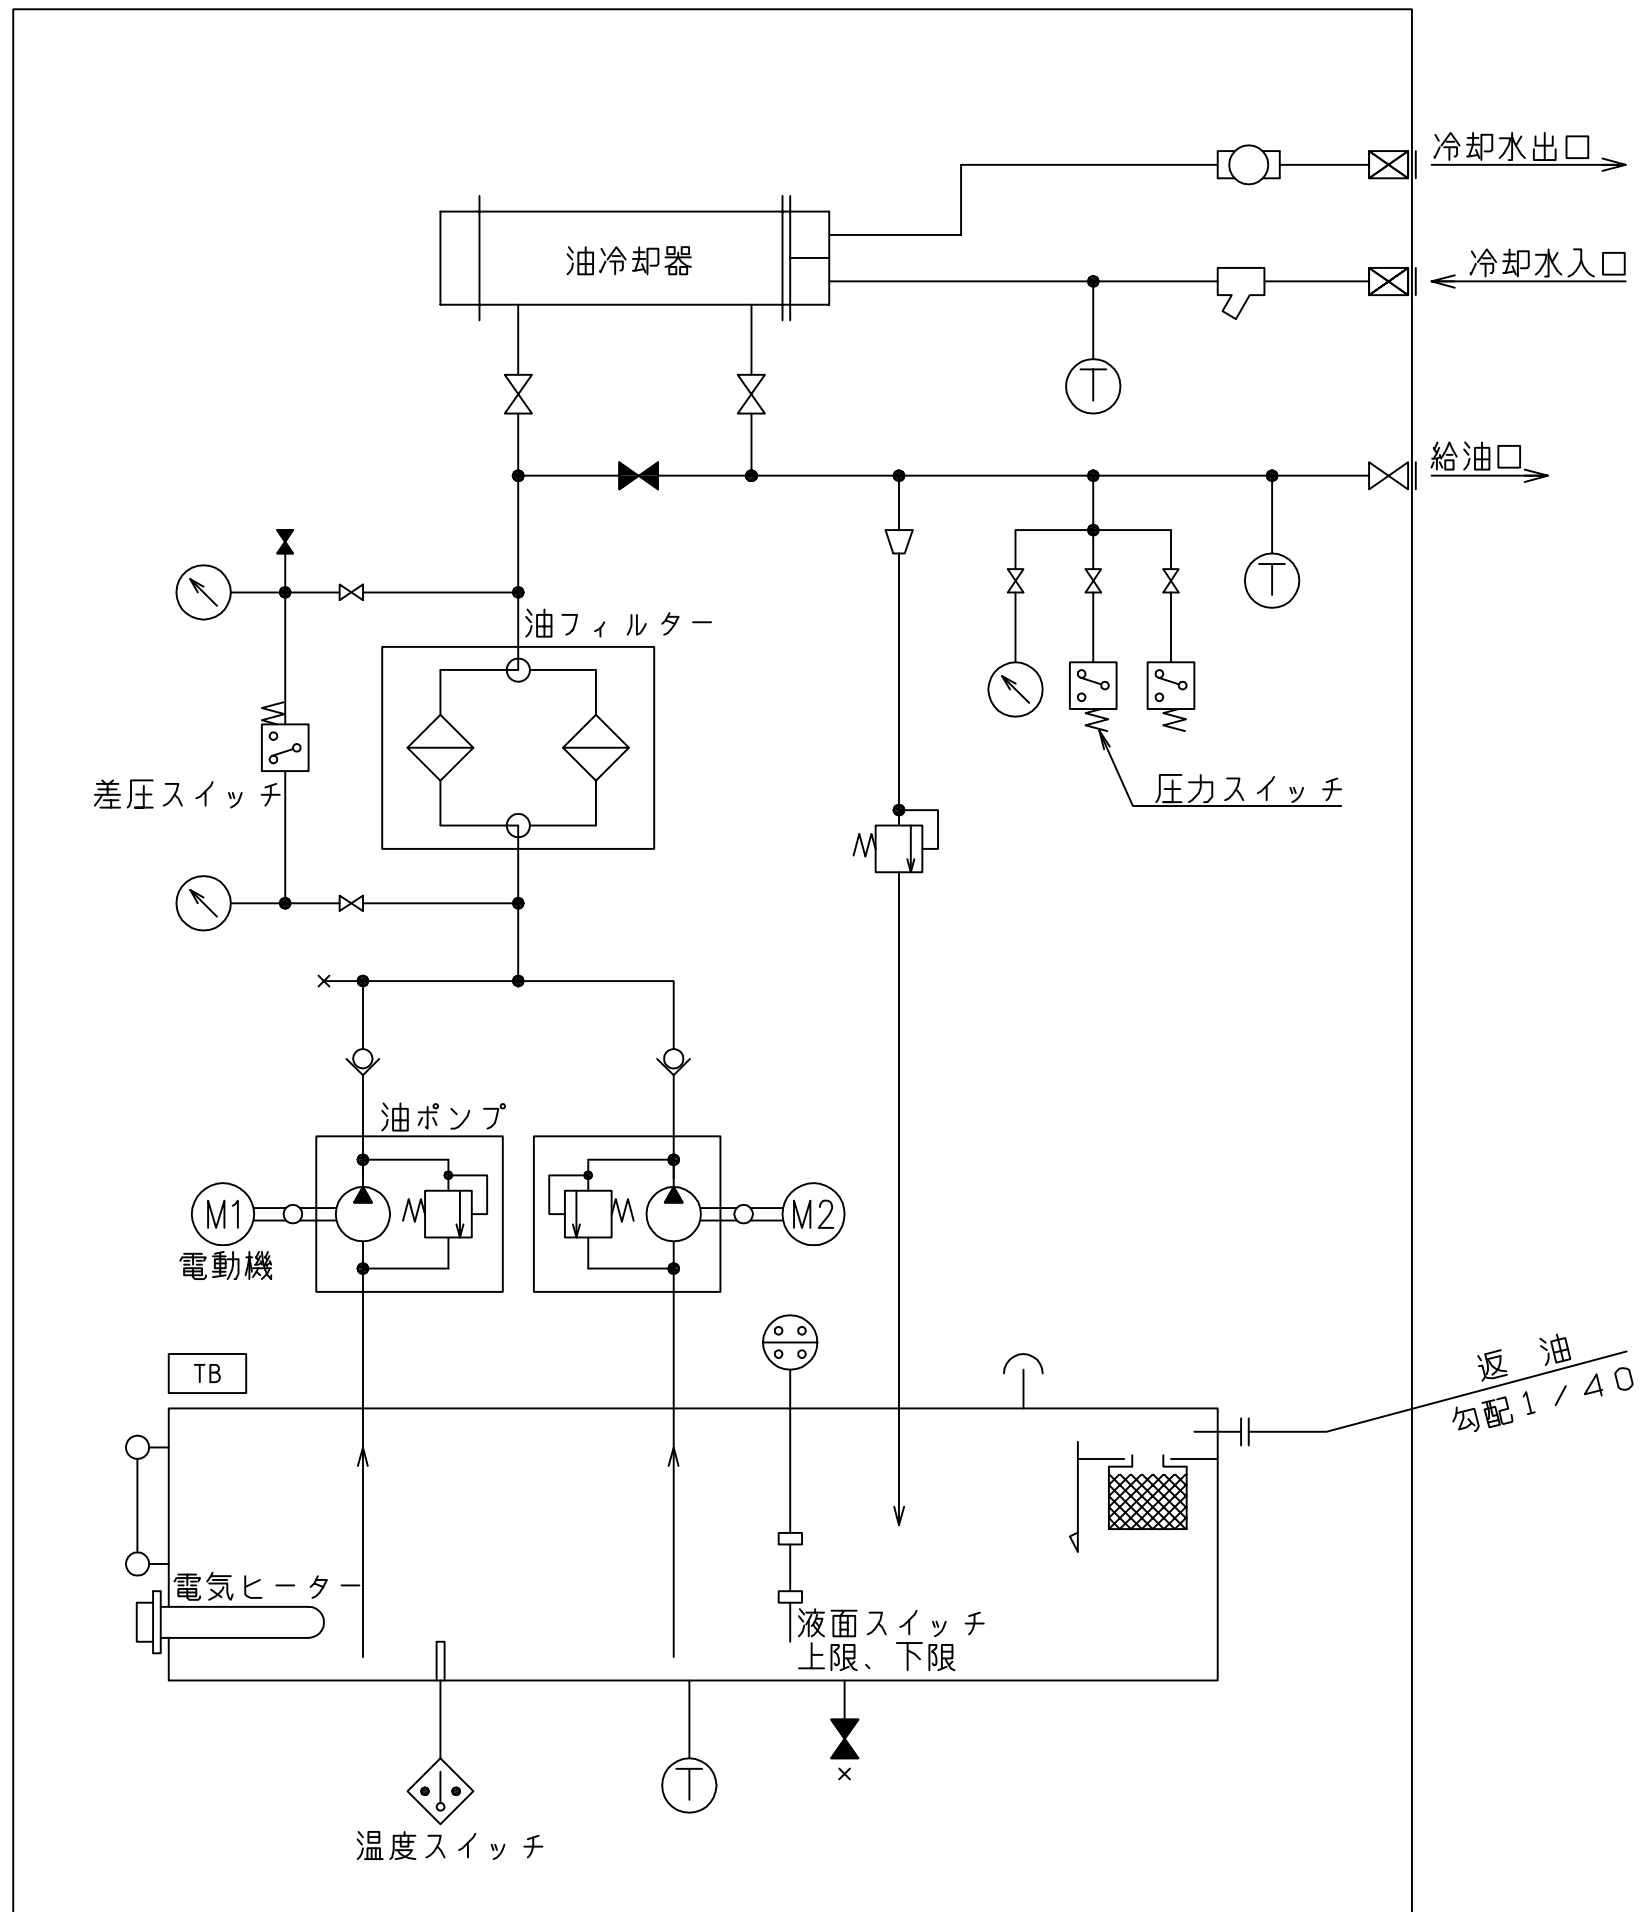 冷却水出口
油冷却器
冷却水入口
T
給油口
T
油フィルター
差圧スイッチ
圧力スイッチ
油ポンプ
M1
M2
電動機
TB
返 油
勾配1/40
電気ヒーター
液面スイッチ
上限、下限
T
温度スイッチ